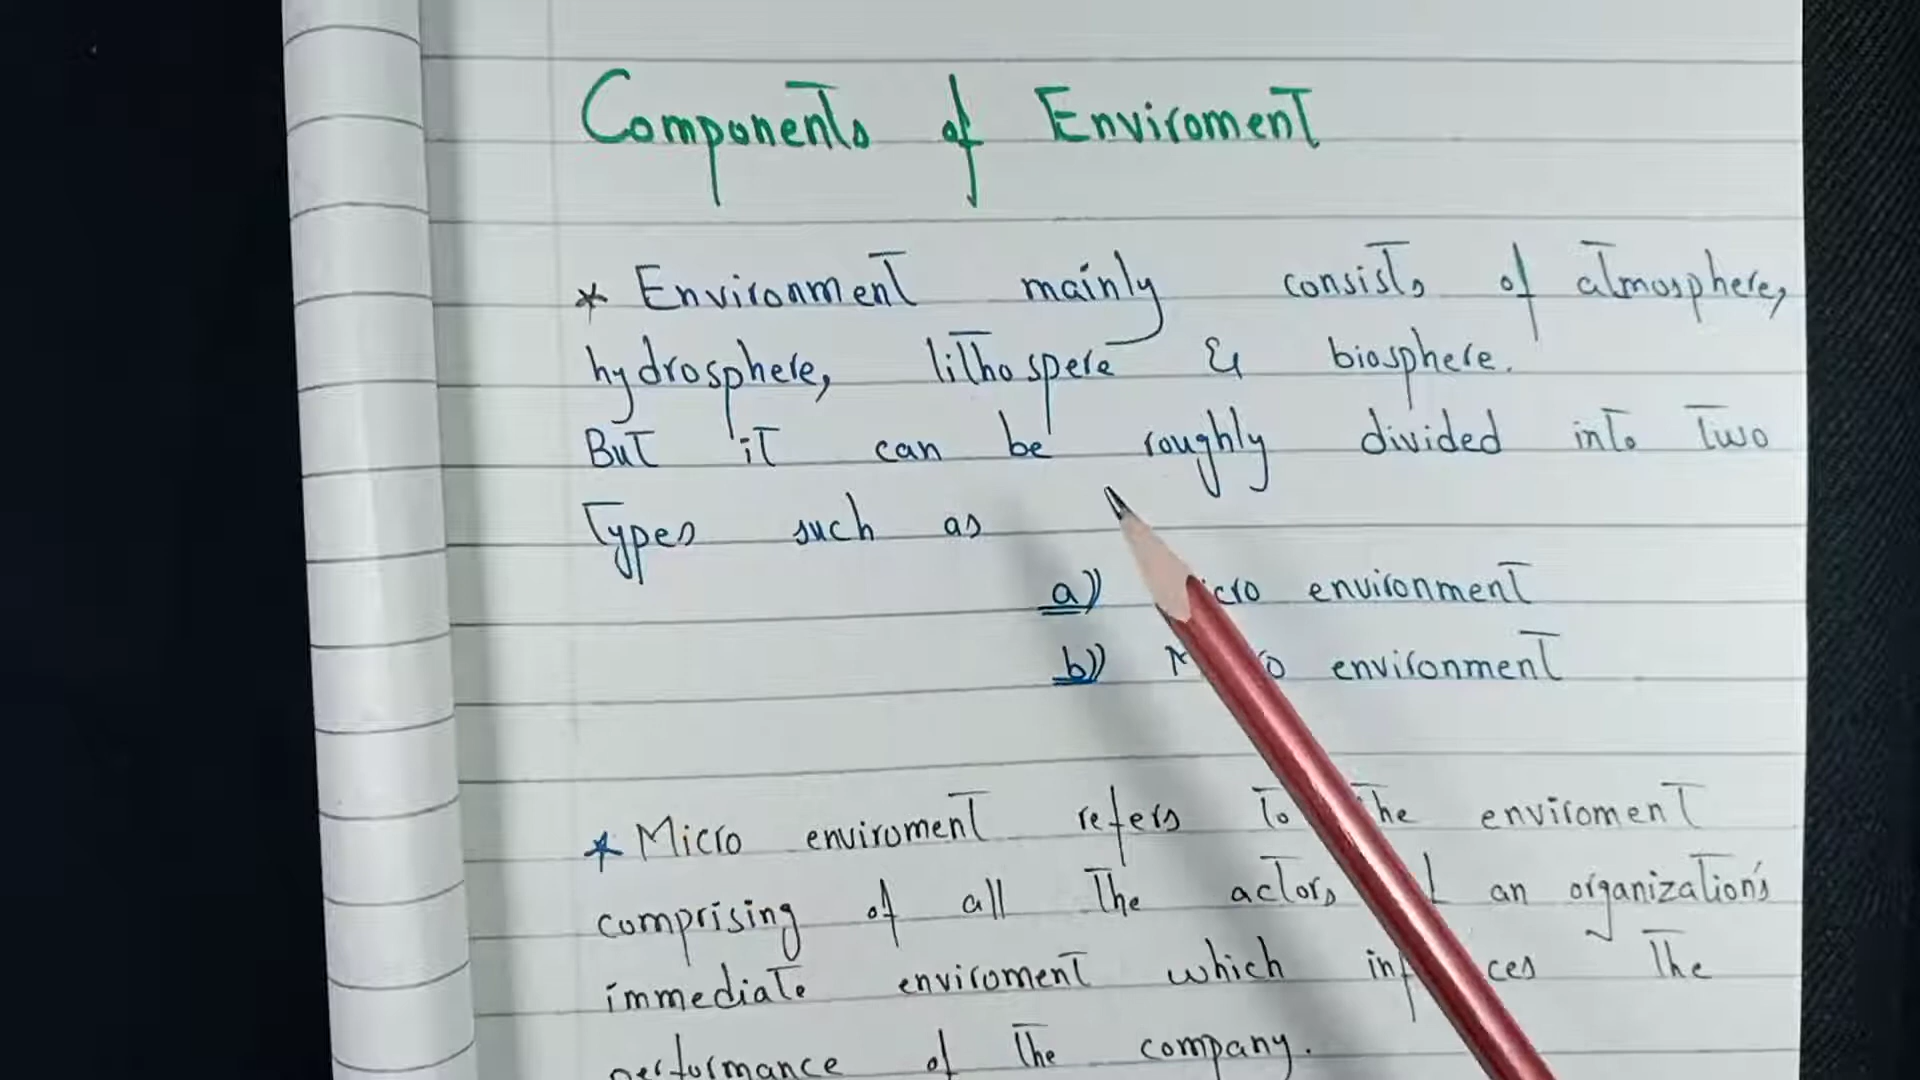 Components of Enviroment
* Environment mainly consists of atmosphere,
hydrosphere, lithospere & biosphere.
But it can be roughly divided into two
types such as
a)) environment
b)) environment
* Micro enviroment refers to the enviroment
comprising of all the actors an organization's
immediate enviroment which the
performance of the company.